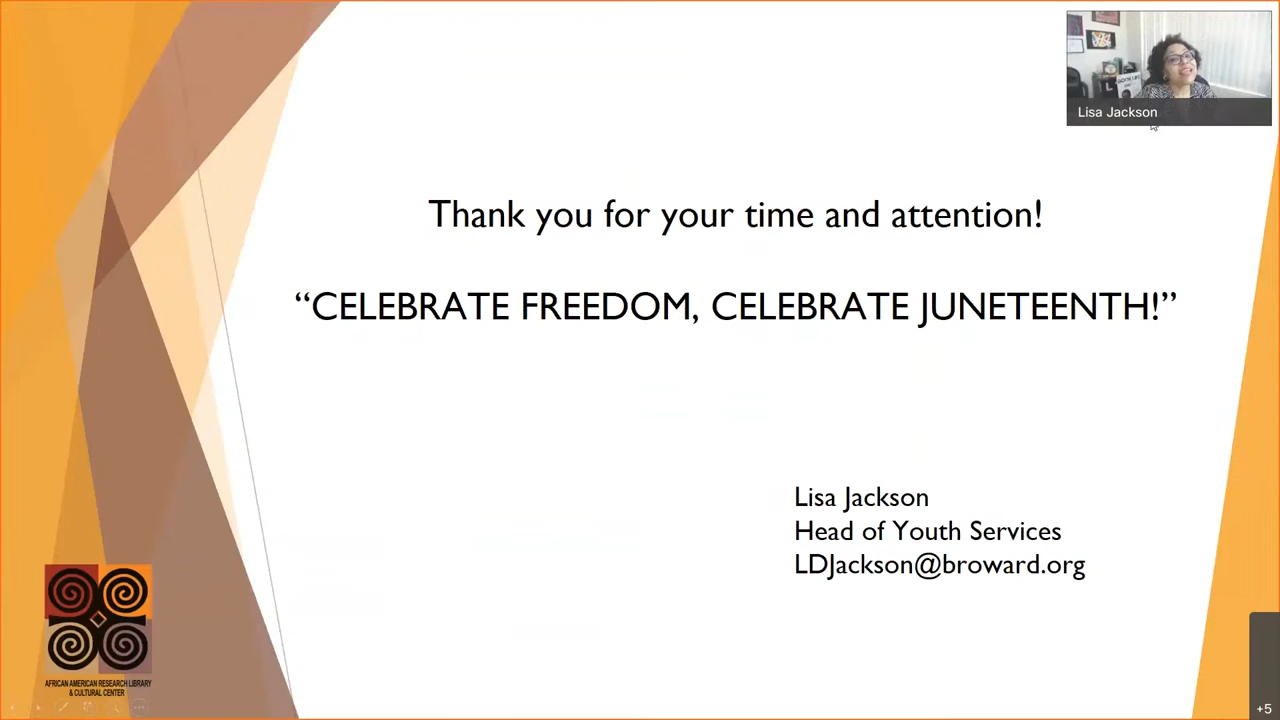 Lisa Jackson
Thank you for your time and attention!
“CELEBRATE FREEDOM, CELEBRATE JUNETEENTH!”
Lisa Jackson
Head of Youth Services
LDJackson@broward.org
AFRICAN AMERICAN RESEARCH LIBRARY
& CULTURAL CENTER
+5